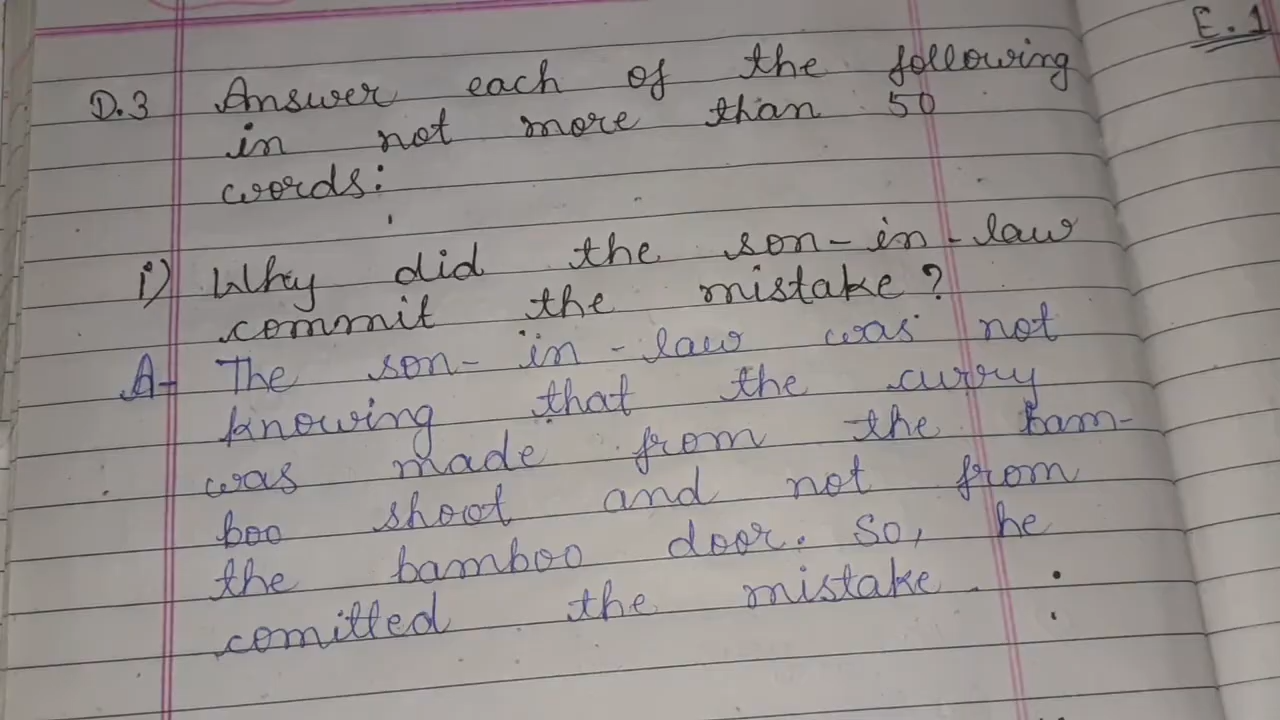 E.1
D.3 Answer each of the following
in not more than 50
words:
i) Why did the son-in-law
commit the mistake?
A- The son-in-law was not
knowing that the curry
was made from the bam-
boo shoot and not from
the bamboo door. So, he
comitted the mistake.